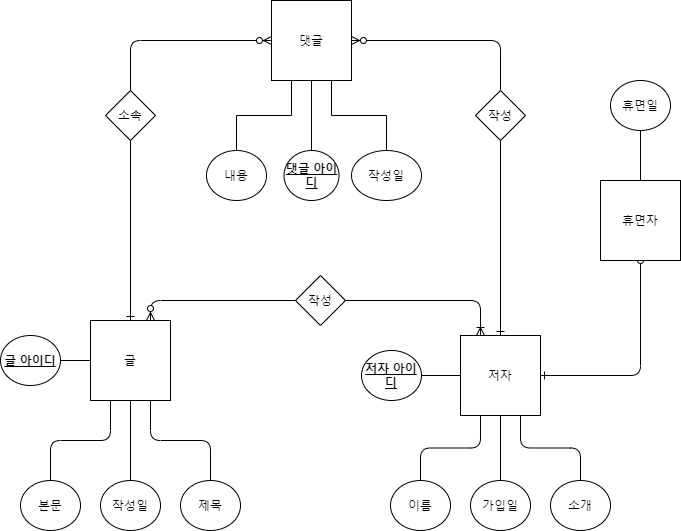 댓글
소속
작성
휴면일
내용
댓글 아이
디
작성일
휴면자
작성
글 아이디
글
저자 아이
디
저자
본문
작성일
제목
이름
가입일
소개